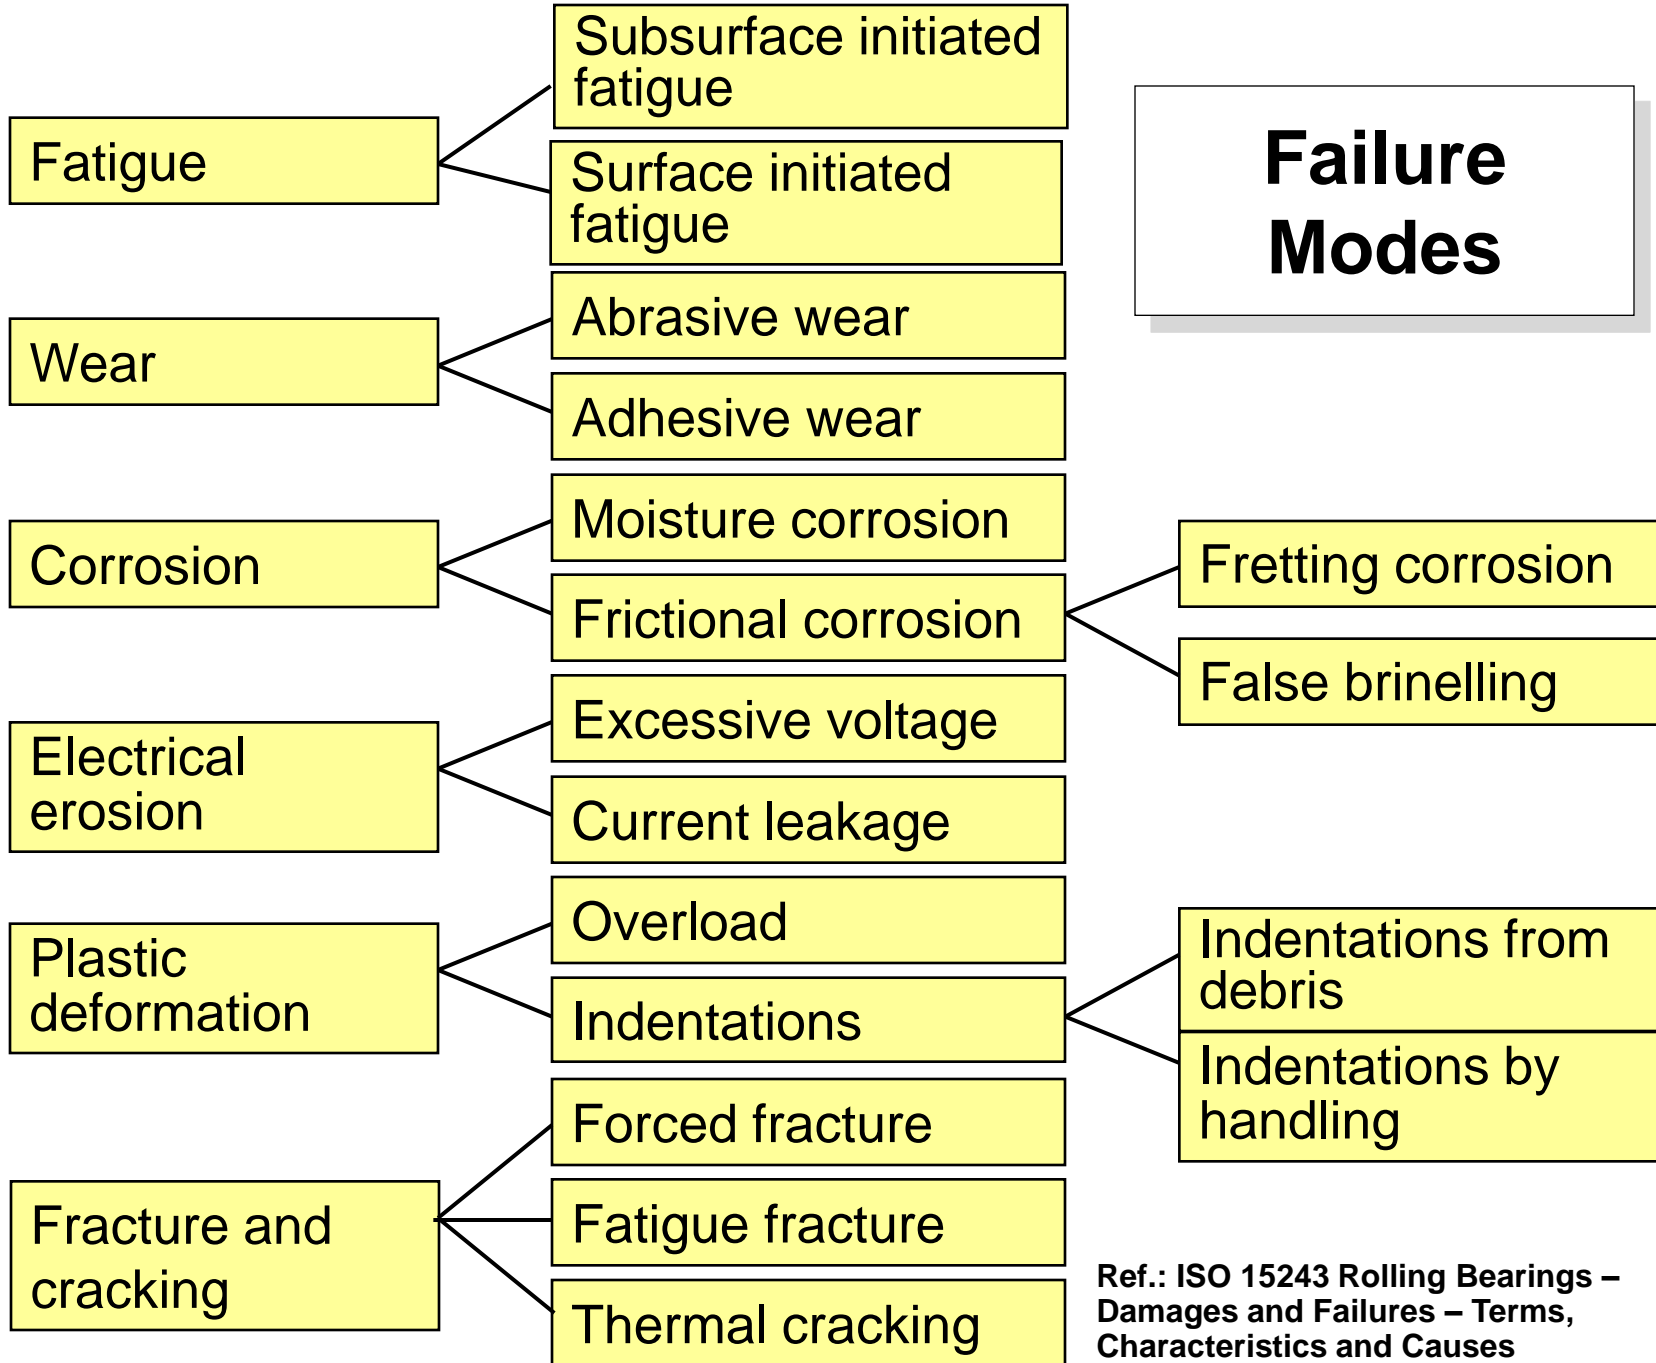 Subsurface initiated
fatigue
Fatigue
Surface initiated
fatigue
Failure
Modes
Abrasive wear
Wear
Adhesive wear
Moisture corrosion
Corrosion
Frictional corrosion
Fretting corrosion
False brinelling
Excessive voltage
Electrical
erosion
Current leakage
Overload
Plastic
deformation
Indentations
Indentations from
debris
Indentations by
handling
Forced fracture
Fracture and
cracking
Fatigue fracture
Thermal cracking
Ref.: ISO 15243 Rolling Bearings –
Damages and Failures – Terms,
Characteristics and Causes